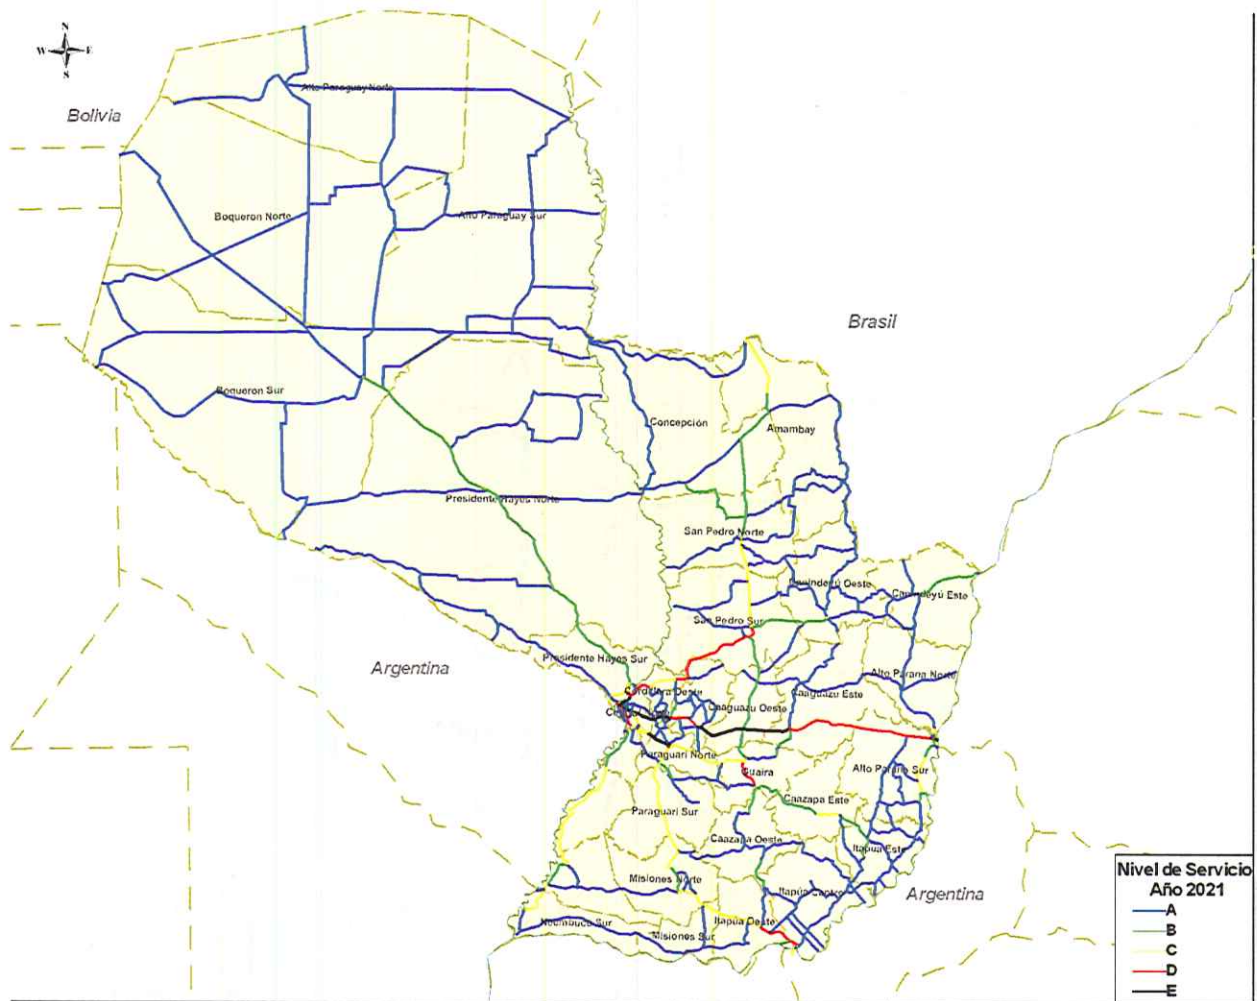 N
W E
S
Alto Paraguay Norte
Bolivia
Boqueron Norte
Alto Paraguay Sur
Brasil
Boqueron Sur
Concepción
Amambay
Presidente Hayes Norte
San Pedro Norte
Canindeyú Oeste
Canindeyú Este
San Pedro Sur
Argentina
Presidente Hayes Sur
Alto Parana Norte
Cordillera Oeste
Caaguazu Este
Caaguazu Oeste
Paraguari Norte
Guaira
Alto Parana Sur
Caazapa Este
Paraguari Sur
Caazapa Oeste
Itapua Este
Misiones Norte
Itapúa Centro
Argentina
Itapúa Oeste
Ñeembucu Sur
Misiones Sur
Nivel de Servicio
Año 2021
A
B
C
D
E